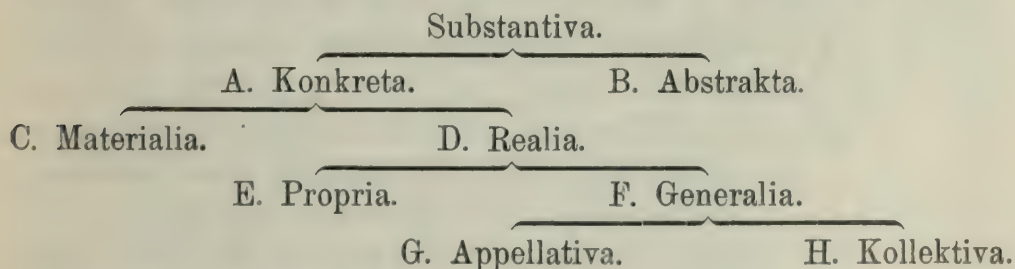 Substantiva.
A. Konkreta. B. Abstrakta.
C. Materialia. D. Realia.
E. Propria. F. Generalia.
G. Appellativa. H. Kollektiva.